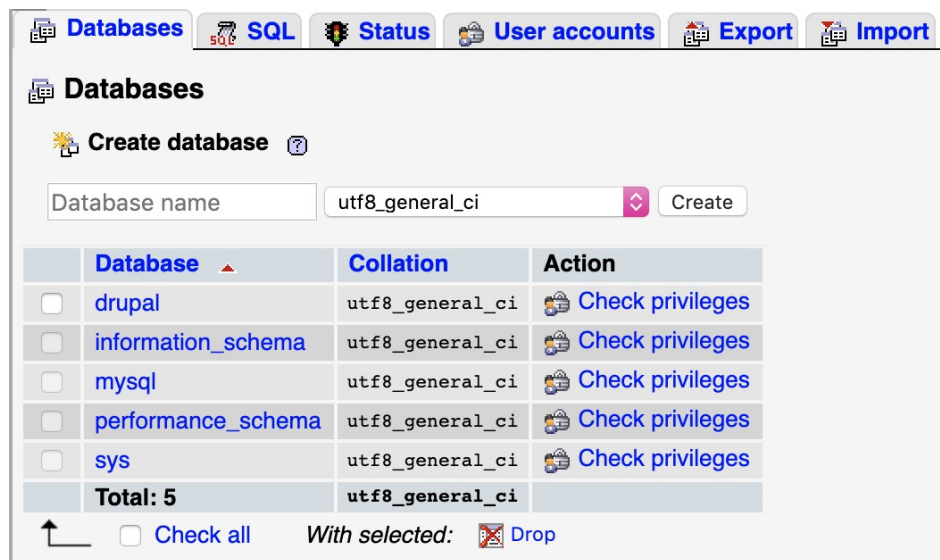 Databases SQL Status User accounts Export Import
Databases
Create database
Database name utf8_general_ci Create
Database Collation Action
drupal utf8_general_ci Check privileges
information_schema utf8_general_ci Check privileges
mysql utf8_general_ci Check privileges
performance_schema utf8_general_ci Check privileges
sys utf8_general_ci Check privileges
Total: 5 utf8_general_ci
Check all With selected: Drop